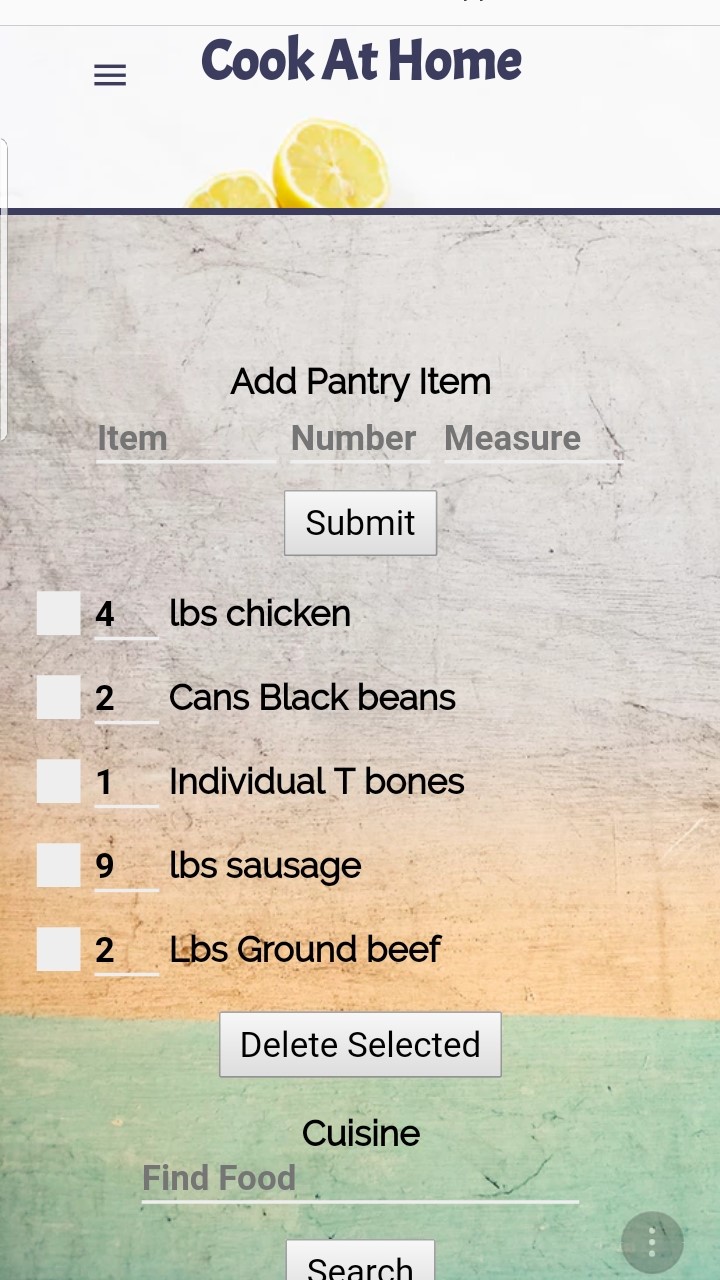 Cook At Home
Add Pantry Item
Item Number Measure
Submit
4 lbs chicken
2 Cans Black beans
1 Individual T bones
9 lbs sausage
2 Lbs Ground beef
Delete Selected
Cuisine
Find Food
Search